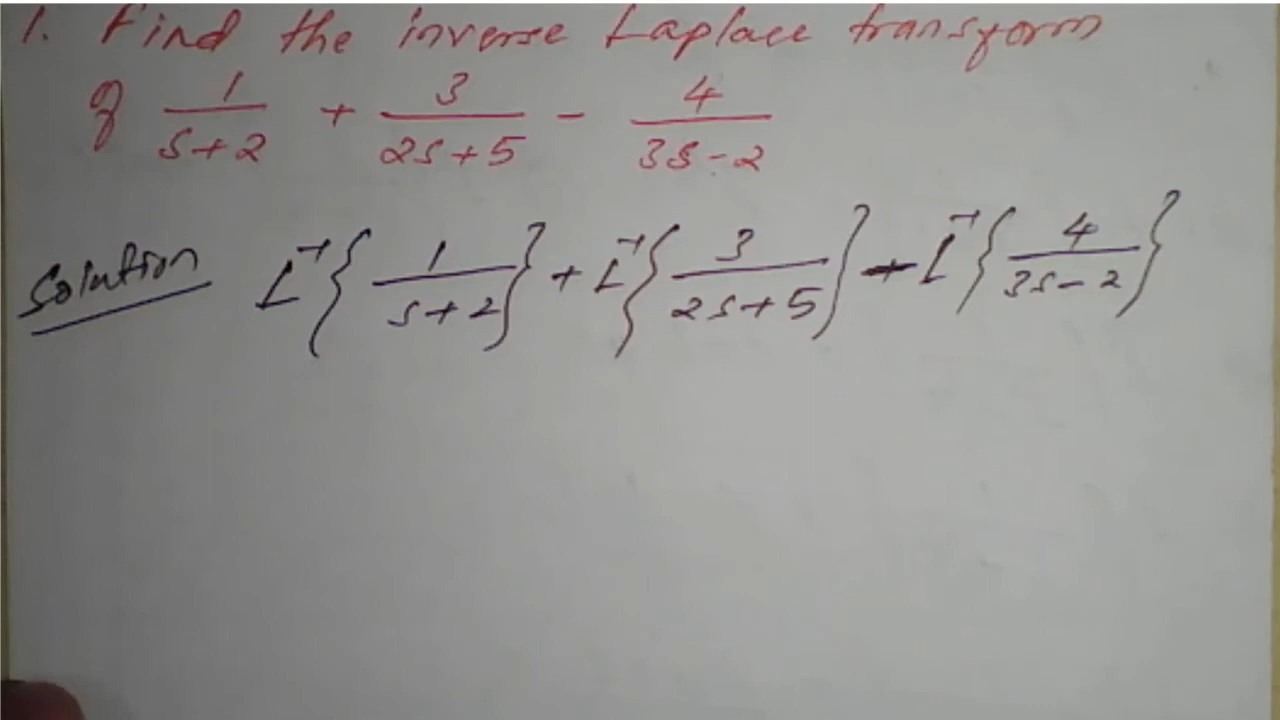 1. Find the inverse Laplace transform
of 1/(s+2) + 3/(2s+5) - 4/(3s-2)
Solution L⁻¹{1/(s+2)} + L⁻¹{3/(2s+5)} - L⁻¹{4/(3s-2)}